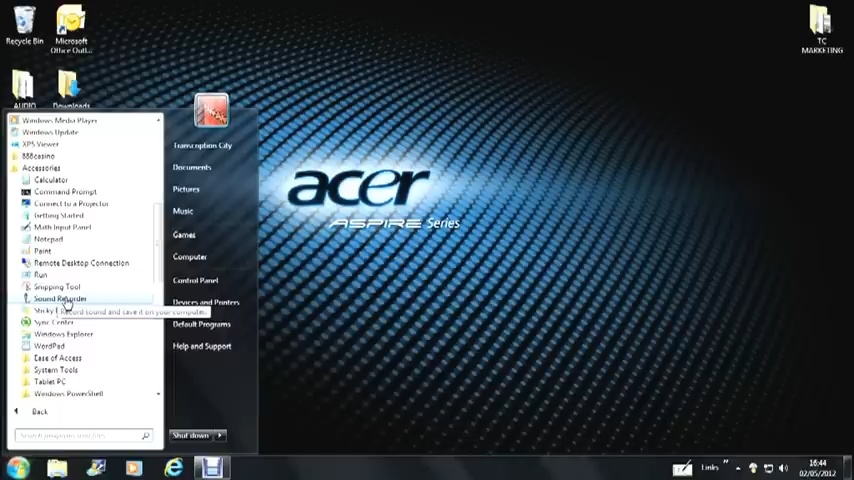 Recycle Bin
Microsoft
Office Outl...
TC
MARKETING
AUDIO
Downloads
Windows Media Player
Windows Update
XPS Viewer
888casino
Accessories
Calculator
Command Prompt
Connect to a Projector
Getting Started
Math Input Panel
Notepad
Paint
Remote Desktop Connection
Run
Snipping Tool
Sound Recorder
Sticky
Record sound and save it on your computer.
Sync Center
Windows Explorer
WordPad
Ease of Access
System Tools
Tablet PC
Windows PowerShell
Back
Search programs and files
Transcription City
Documents
Pictures
Music
Games
Computer
Control Panel
Devices and Printers
Default Programs
Help and Support
Shut down
acer
ASPIRE Series
Links
16:44
02/05/2012